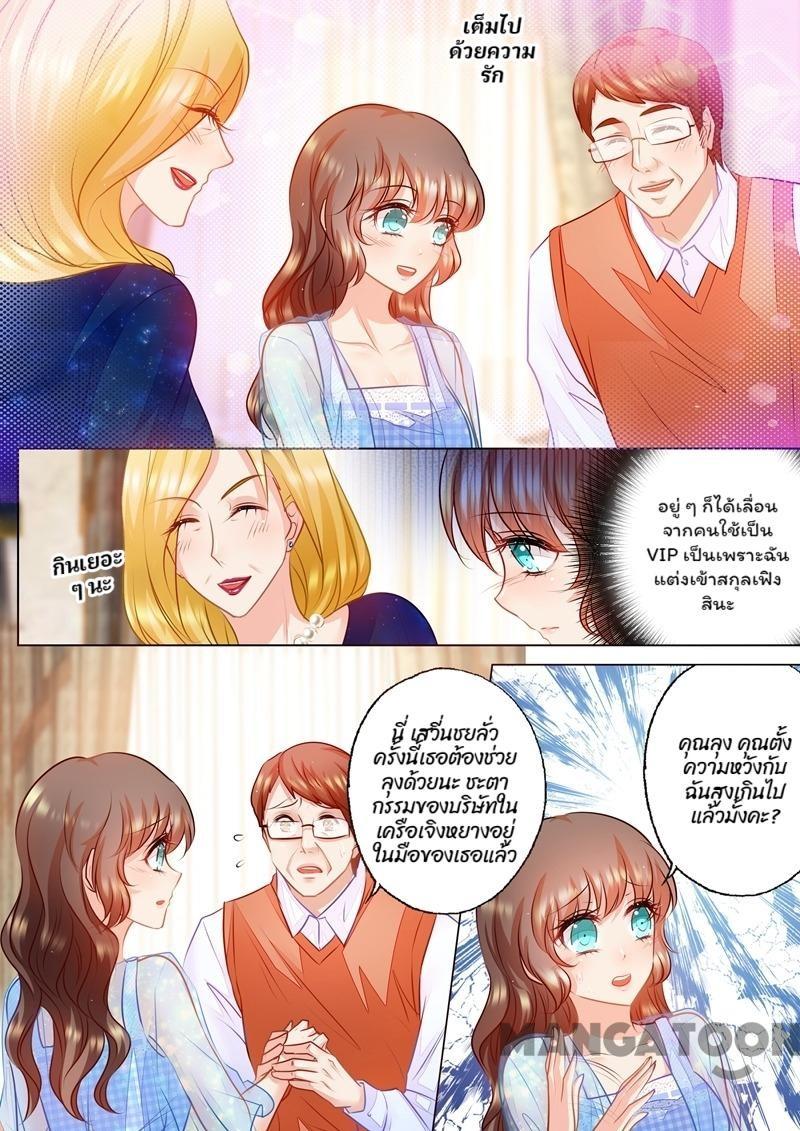 เต็มไป
ด้วยความ
รัก
กินเยอะ
ๆ นะ
อยู่ ๆ ก็ได้เลื่อน
จากคนใช้เป็น
VIP เป็นเพราะฉัน
แต่งเข้าสกุลเฟิง
สินะ
นี่ เสวี่นชยลั่ว
ครั้งนี้เธอต้องช่วย
ลุงด้วยนะ ชะตา
กรรมของบริษัทใน
เครือเจิงหยางอยู่
ในมือของเธอแล้ว
คุณลุง คุณตั้ง
ความหวังกับ
ฉันสูงเกินไป
แล้วมั้งคะ?
MANGATOON